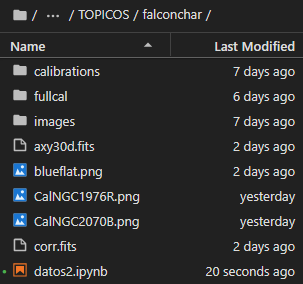 / ... / TOPICOS / falconchar /
Name Last Modified
calibrations 7 days ago
fullcal 6 days ago
images 7 days ago
axy30d.fits 2 days ago
blueflat.png 2 days ago
CalNGC1976R.png yesterday
CalNGC2070B.png yesterday
corr.fits 2 days ago
datos2.ipynb 20 seconds ago